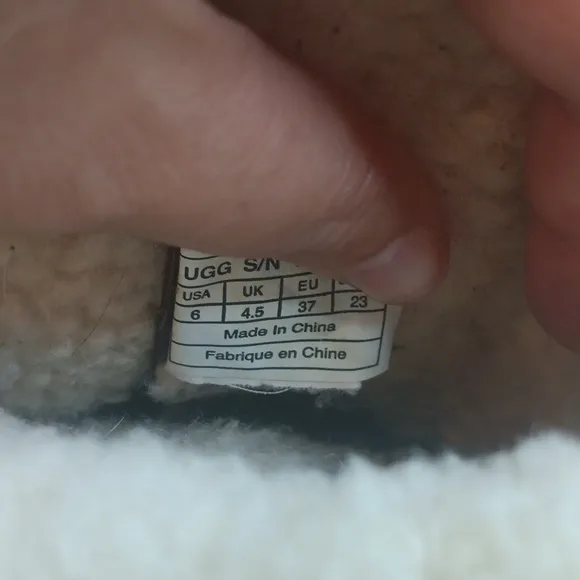 UGG S/N
USA UK EU
6 4.5 37 23
Made In China
Fabrique en Chine